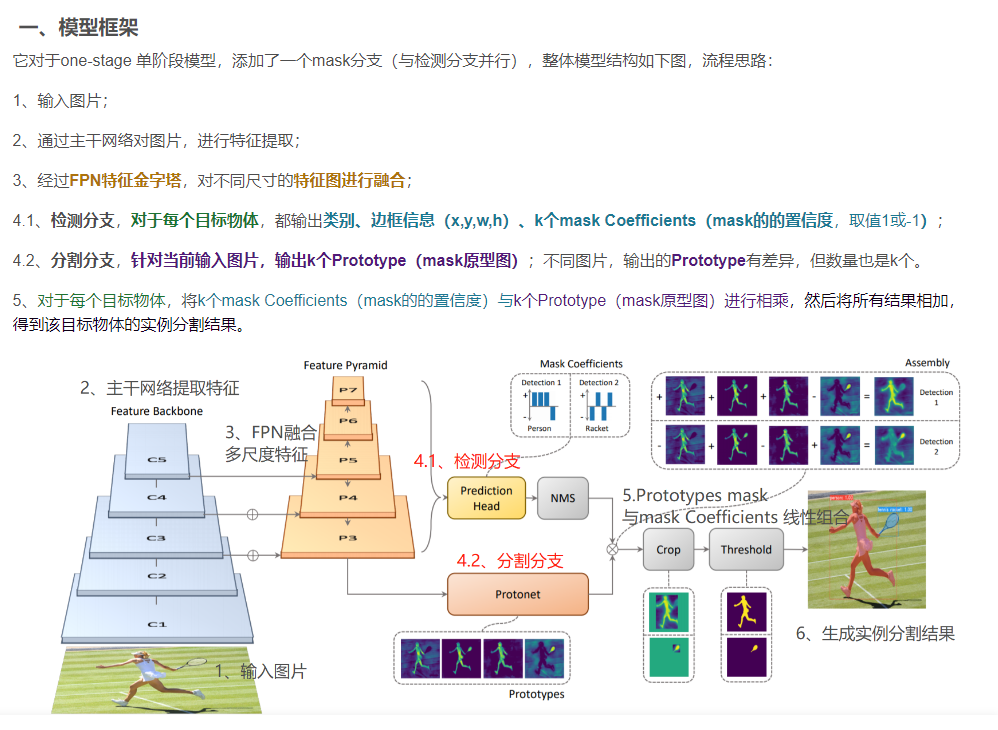 一、模型框架
它对于one-stage 单阶段模型，添加了一个mask分支（与检测分支并行），整体模型结构如下图，流程思路：
1、输入图片；
2、通过主干网络对图片，进行特征提取；
3、经过FPN特征金字塔，对不同尺寸的特征图进行融合；
4.1、检测分支，对于每个目标物体，都输出类别、边框信息（x,y,w,h）、k个mask Coefficients（mask的的置信度，取值1或-1）；
4.2、分割分支，针对当前输入图片，输出k个Prototype（mask原型图）；不同图片，输出的Prototype有差异，但数量也是k个。
5、对于每个目标物体，将k个mask Coefficients（mask的的置信度）与k个Prototype（mask原型图）进行相乘，然后将所有结果相加，
得到该目标物体的实例分割结果。
2、主干网络提取特征
Feature Backbone
C5
C4
C3
C2
C1
1、输入图片
Feature Pyramid
3、FPN融合
多尺度特征
P7
P6
P5
P4
P3
Mask Coefficients
Detection 1
Detection 2
+
-
+
-
Person
Racket
4.1、检测分支
Prediction
Head
NMS
4.2、分割分支
Protonet
Prototypes
Assembly
+ + + - = Detection
1
- + - + = Detection
2
5.Prototypes mask
与mask Coefficients 线性组合
Crop
Threshold
6、生成实例分割结果